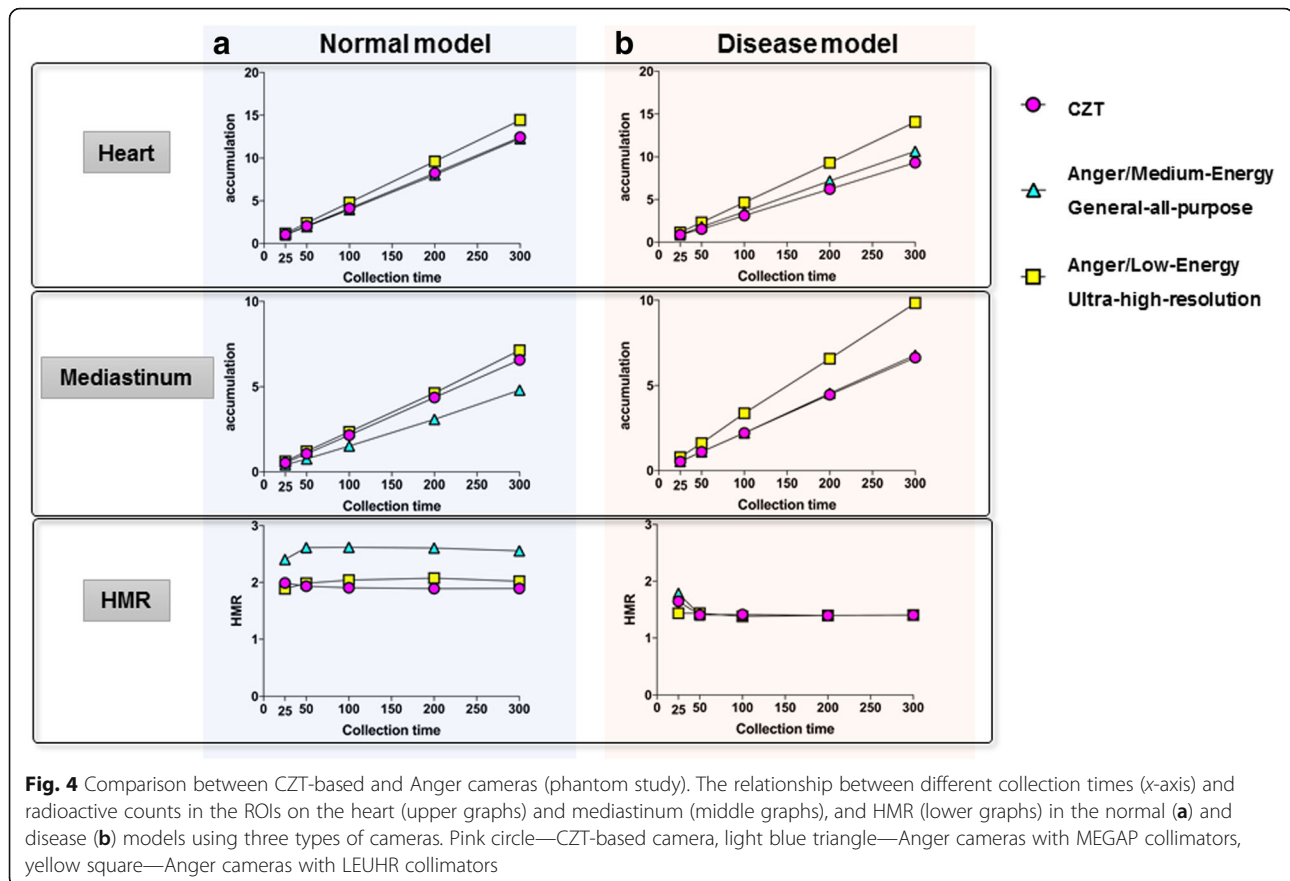 a Normal model
b Disease model
Heart
accumulation
20
15
10
5
0
0 25 50 100 150 200 250 300
Collection time
accumulation
20
15
10
5
0
0 25 50 100 150 200 250 300
Collection time
CZT
Anger/Medium-Energy
General-all-purpose
Anger/Low-Energy
Ultra-high-resolution
Mediastinum
accumulation
10
5
0
0 25 50 100 150 200 250 300
Collection time
accumulation
10
5
0
0 25 50 100 150 200 250 300
Collection time
HMR
HMR
3
2
1
0
0 25 50 100 150 200 250 300
Collection time
HMR
3
2
1
0
0 25 50 100 150 200 250 300
Collection time
Fig. 4 Comparison between CZT-based and Anger cameras (phantom study). The relationship between different collection times (x-axis) and
radioactive counts in the ROIs on the heart (upper graphs) and mediastinum (middle graphs), and HMR (lower graphs) in the normal (a) and
disease (b) models using three types of cameras. Pink circle—CZT-based camera, light blue triangle—Anger cameras with MEGAP collimators,
yellow square—Anger cameras with LEUHR collimators